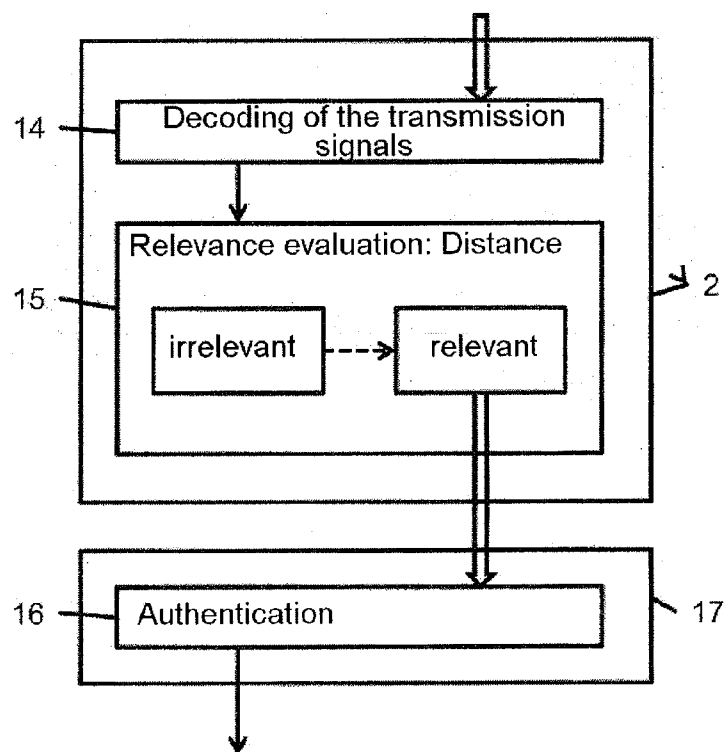 14
Decoding of the transmission
signals
Relevance evaluation: Distance
15
2
irrelevant
relevant
16
Authentication
17